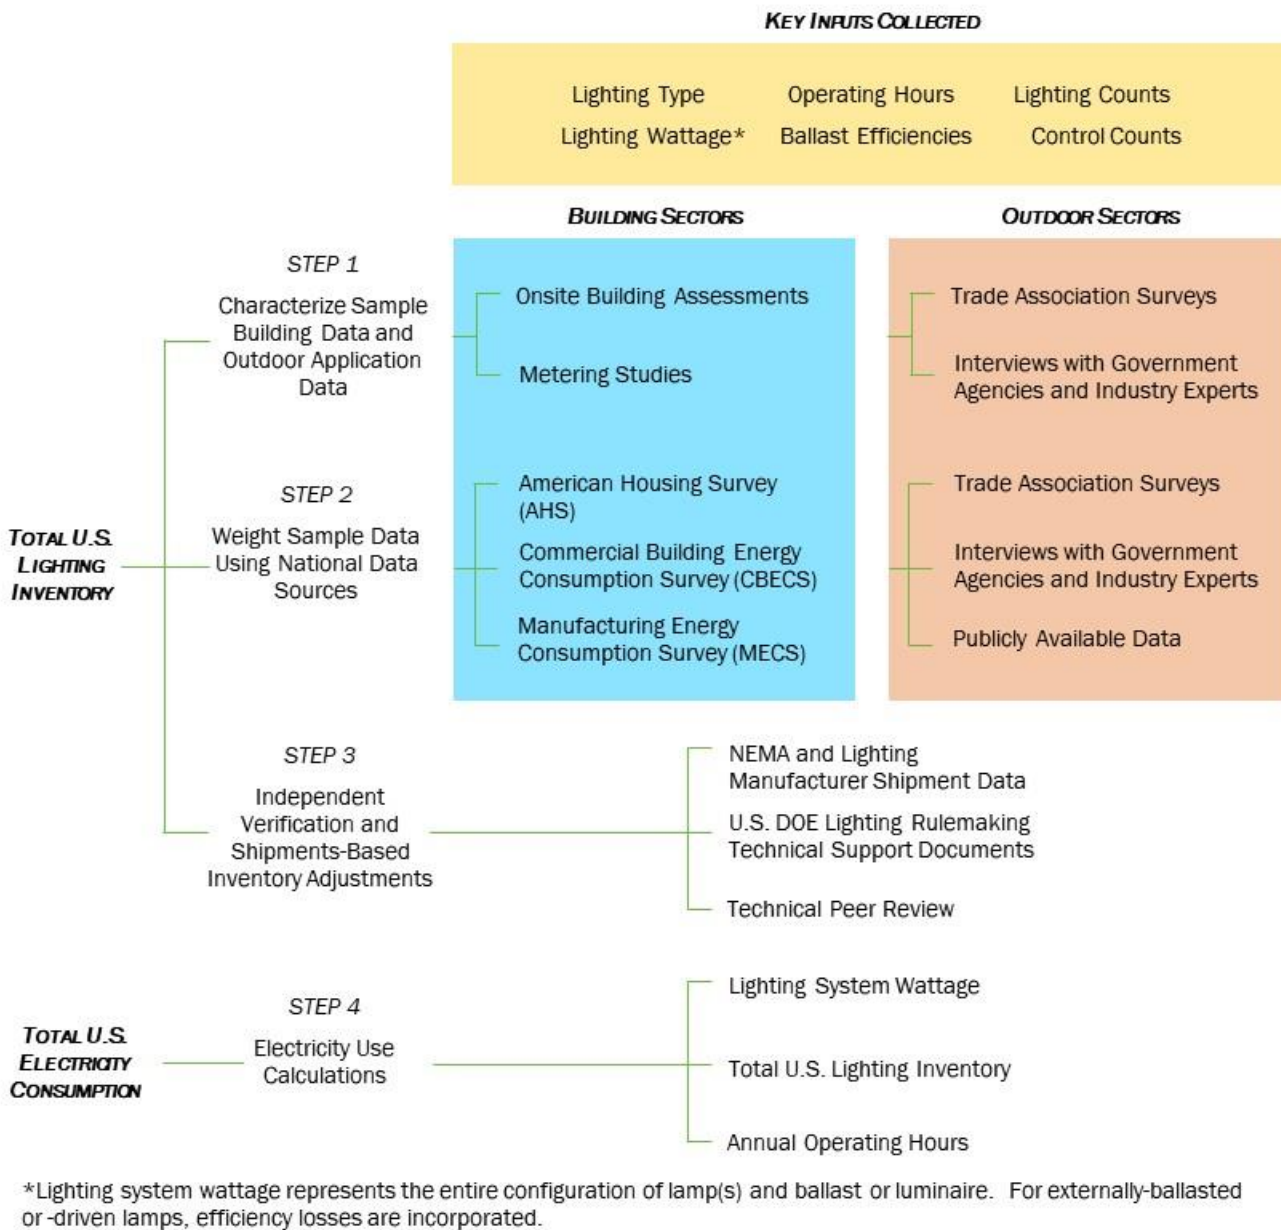 KEY INPUTS COLLECTED
Lighting Type
Operating Hours
Lighting Counts
Lighting Wattage*
Ballast Efficiencies
Control Counts
BUILDING SECTORS
OUTDOOR SECTORS
STEP 1
Characterize Sample
Building Data and
Outdoor Application
Data
Onsite Building Assessments
Metering Studies
Trade Association Surveys
Interviews with Government
Agencies and Industry Experts
TOTAL U.S.
LIGHTING
INVENTORY
STEP 2
Weight Sample Data
Using National Data
Sources
American Housing Survey
(AHS)
Commercial Building Energy
Consumption Survey (CBECS)
Manufacturing Energy
Consumption Survey (MECS)
Trade Association Surveys
Interviews with Government
Agencies and Industry Experts
Publicly Available Data
STEP 3
Independent
Verification and
Shipments-Based
Inventory Adjustments
NEMA and Lighting
Manufacturer Shipment Data
U.S. DOE Lighting Rulemaking
Technical Support Documents
Technical Peer Review
TOTAL U.S.
ELECTRICITY
CONSUMPTION
STEP 4
Electricity Use
Calculations
Lighting System Wattage
Total U.S. Lighting Inventory
Annual Operating Hours
*Lighting system wattage represents the entire configuration of lamp(s) and ballast or luminaire. For externally-ballasted
or -driven lamps, efficiency losses are incorporated.